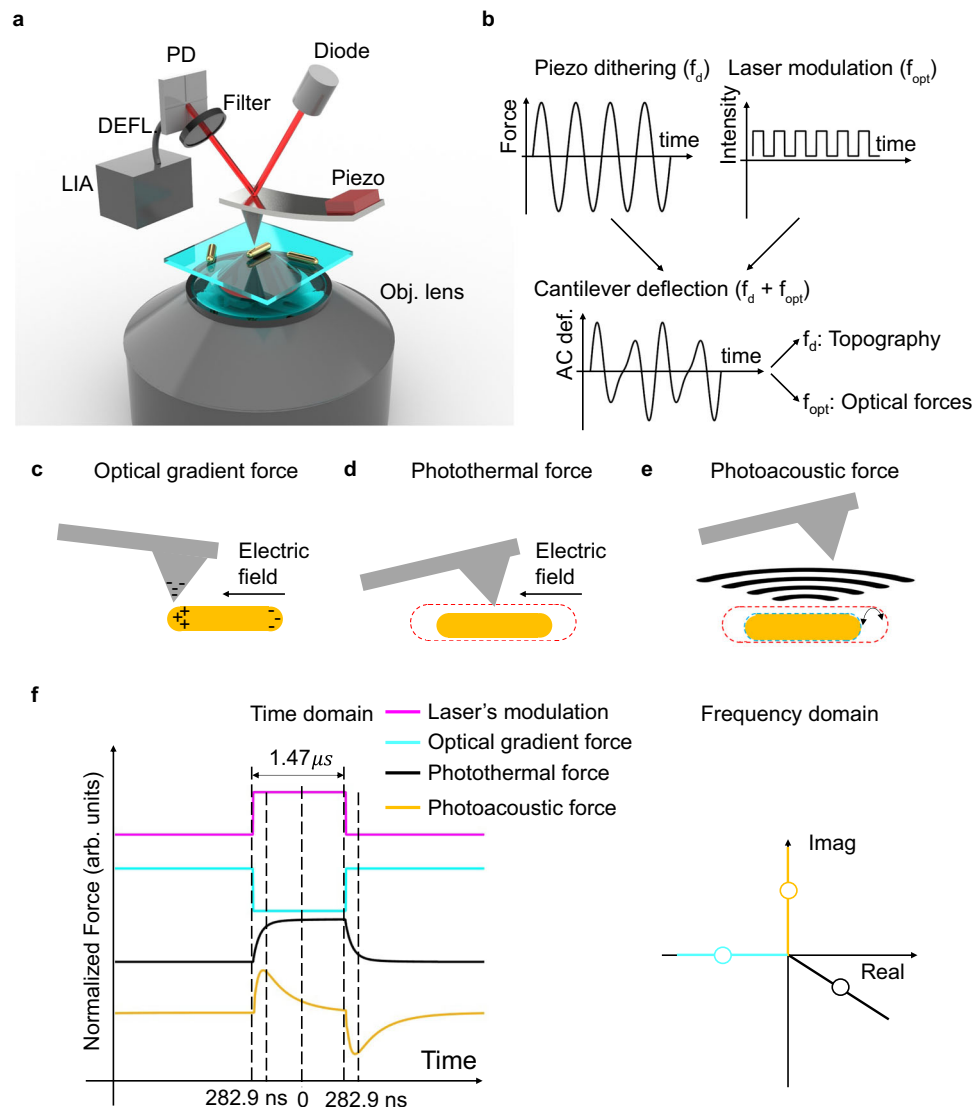 a
PD
Diode
Filter
DEFL.
LIA
Piezo
Obj. lens
b
Piezo dithering (f_d)
Laser modulation (f_opt)
Force
time
Intensity
time
Cantilever deflection (f_d + f_opt)
AC def.
time
f_d: Topography
f_opt: Optical forces
c
Optical gradient force
Electric
field
- - -
- -
+ +
+ +
- -
-
d
Photothermal force
Electric
field
e
Photoacoustic force
f
Time domain
1.47μs
Laser's modulation
Optical gradient force
Photothermal force
Photoacoustic force
Normalized Force (arb. units)
Time
282.9 ns
0
282.9 ns
Frequency domain
Imag
Real